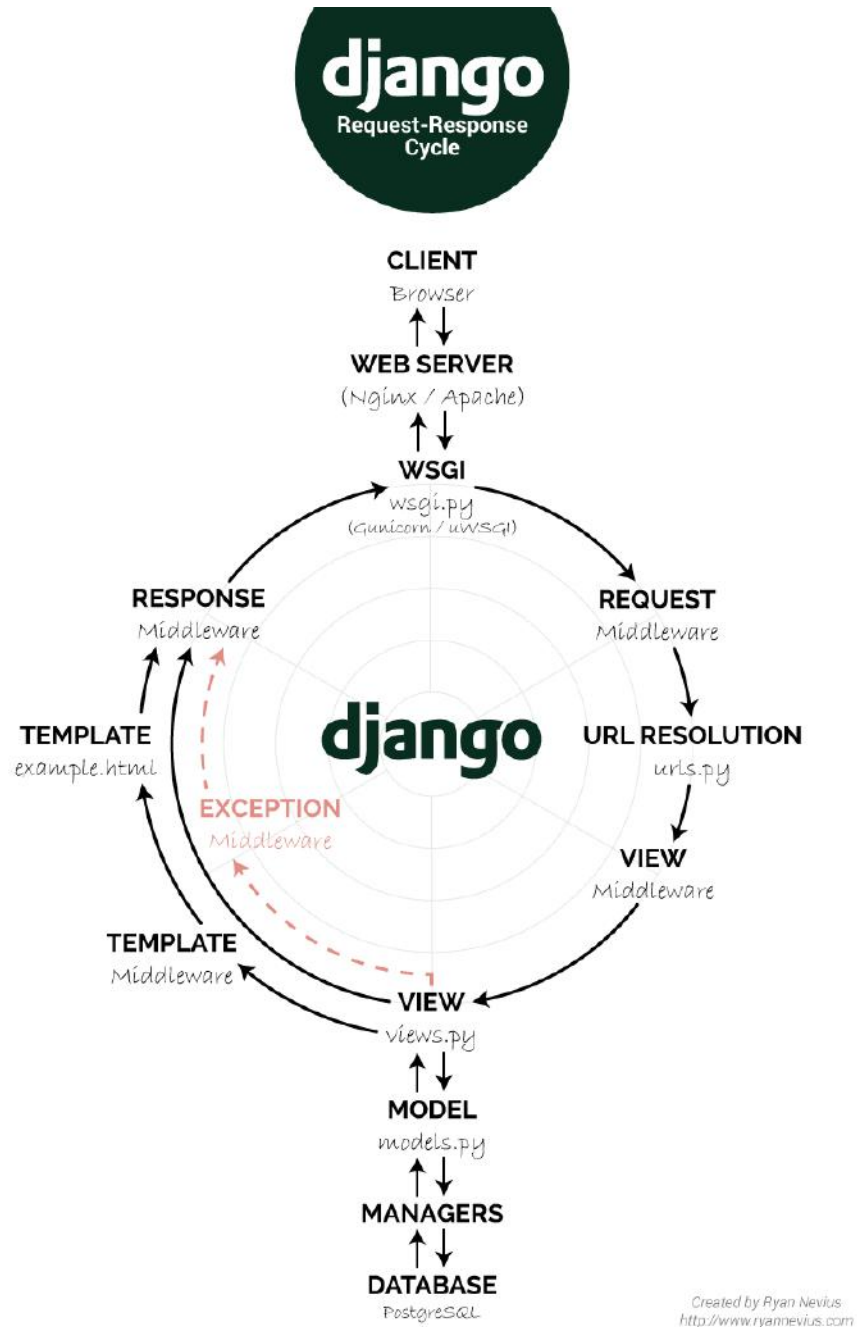 django
Request-Response
Cycle
CLIENT
Browser
WEB SERVER
(Nginx / Apache)
WSGI
wsgi.py
(Gunicorn / uWSGI)
RESPONSE
Middleware
REQUEST
Middleware
TEMPLATE
example.html
django
URL RESOLUTION
urls.py
EXCEPTION
Middleware
VIEW
Middleware
TEMPLATE
Middleware
VIEW
views.py
MODEL
models.py
MANAGERS
DATABASE
PostgreSQL
Created by Ryan Nevius
http://www.ryannevius.com